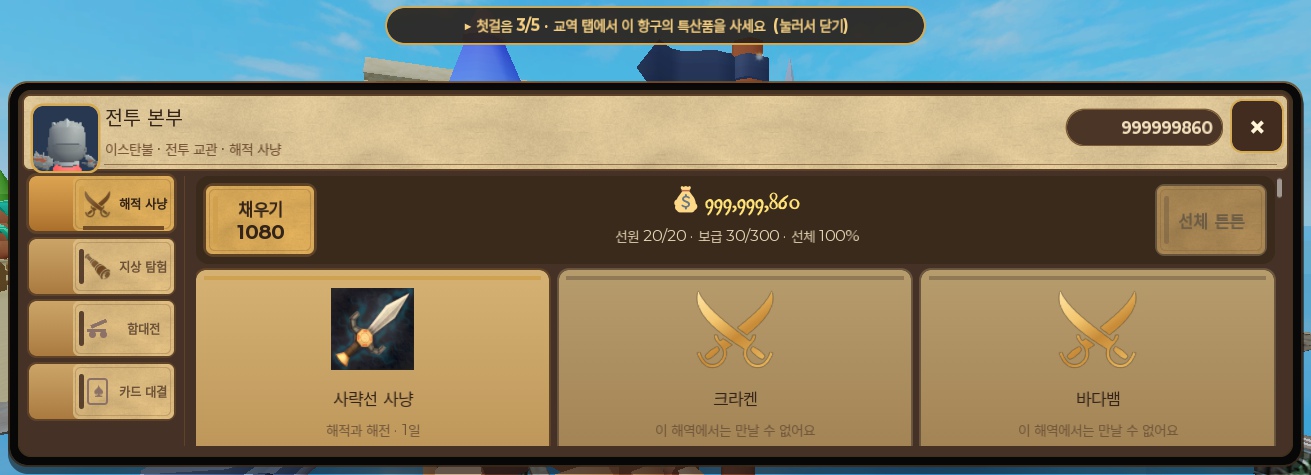 ▸ 첫걸음 3/5 · 교역 탭에서 이 항구의 특산품을 사세요 (눌러서 닫기)
전투 본부
이스탄불 · 전투 교관 · 해적 사냥
999999860
×
해적 사냥
지상 탐험
함대전
카드 대결
채우기
1080
$ 999,999,860
선원 20/20 · 보급 30/300 · 선체 100%
선체 튼튼
사략선 사냥
해적과 해전 · 1일
크라켄
이 해역에서는 만날 수 없어요
바다뱀
이 해역에서는 만날 수 없어요